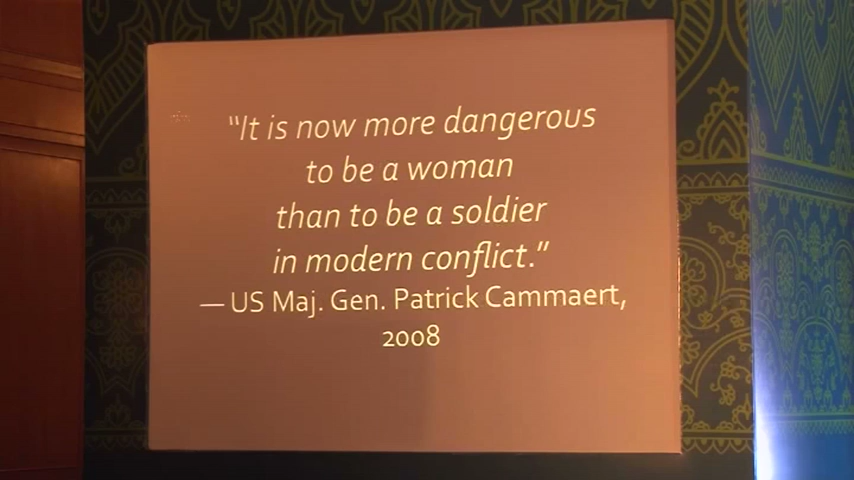 “It is now more dangerous
to be a woman
than to be a soldier
in modern conflict.”
— US Maj. Gen. Patrick Cammaert,
2008